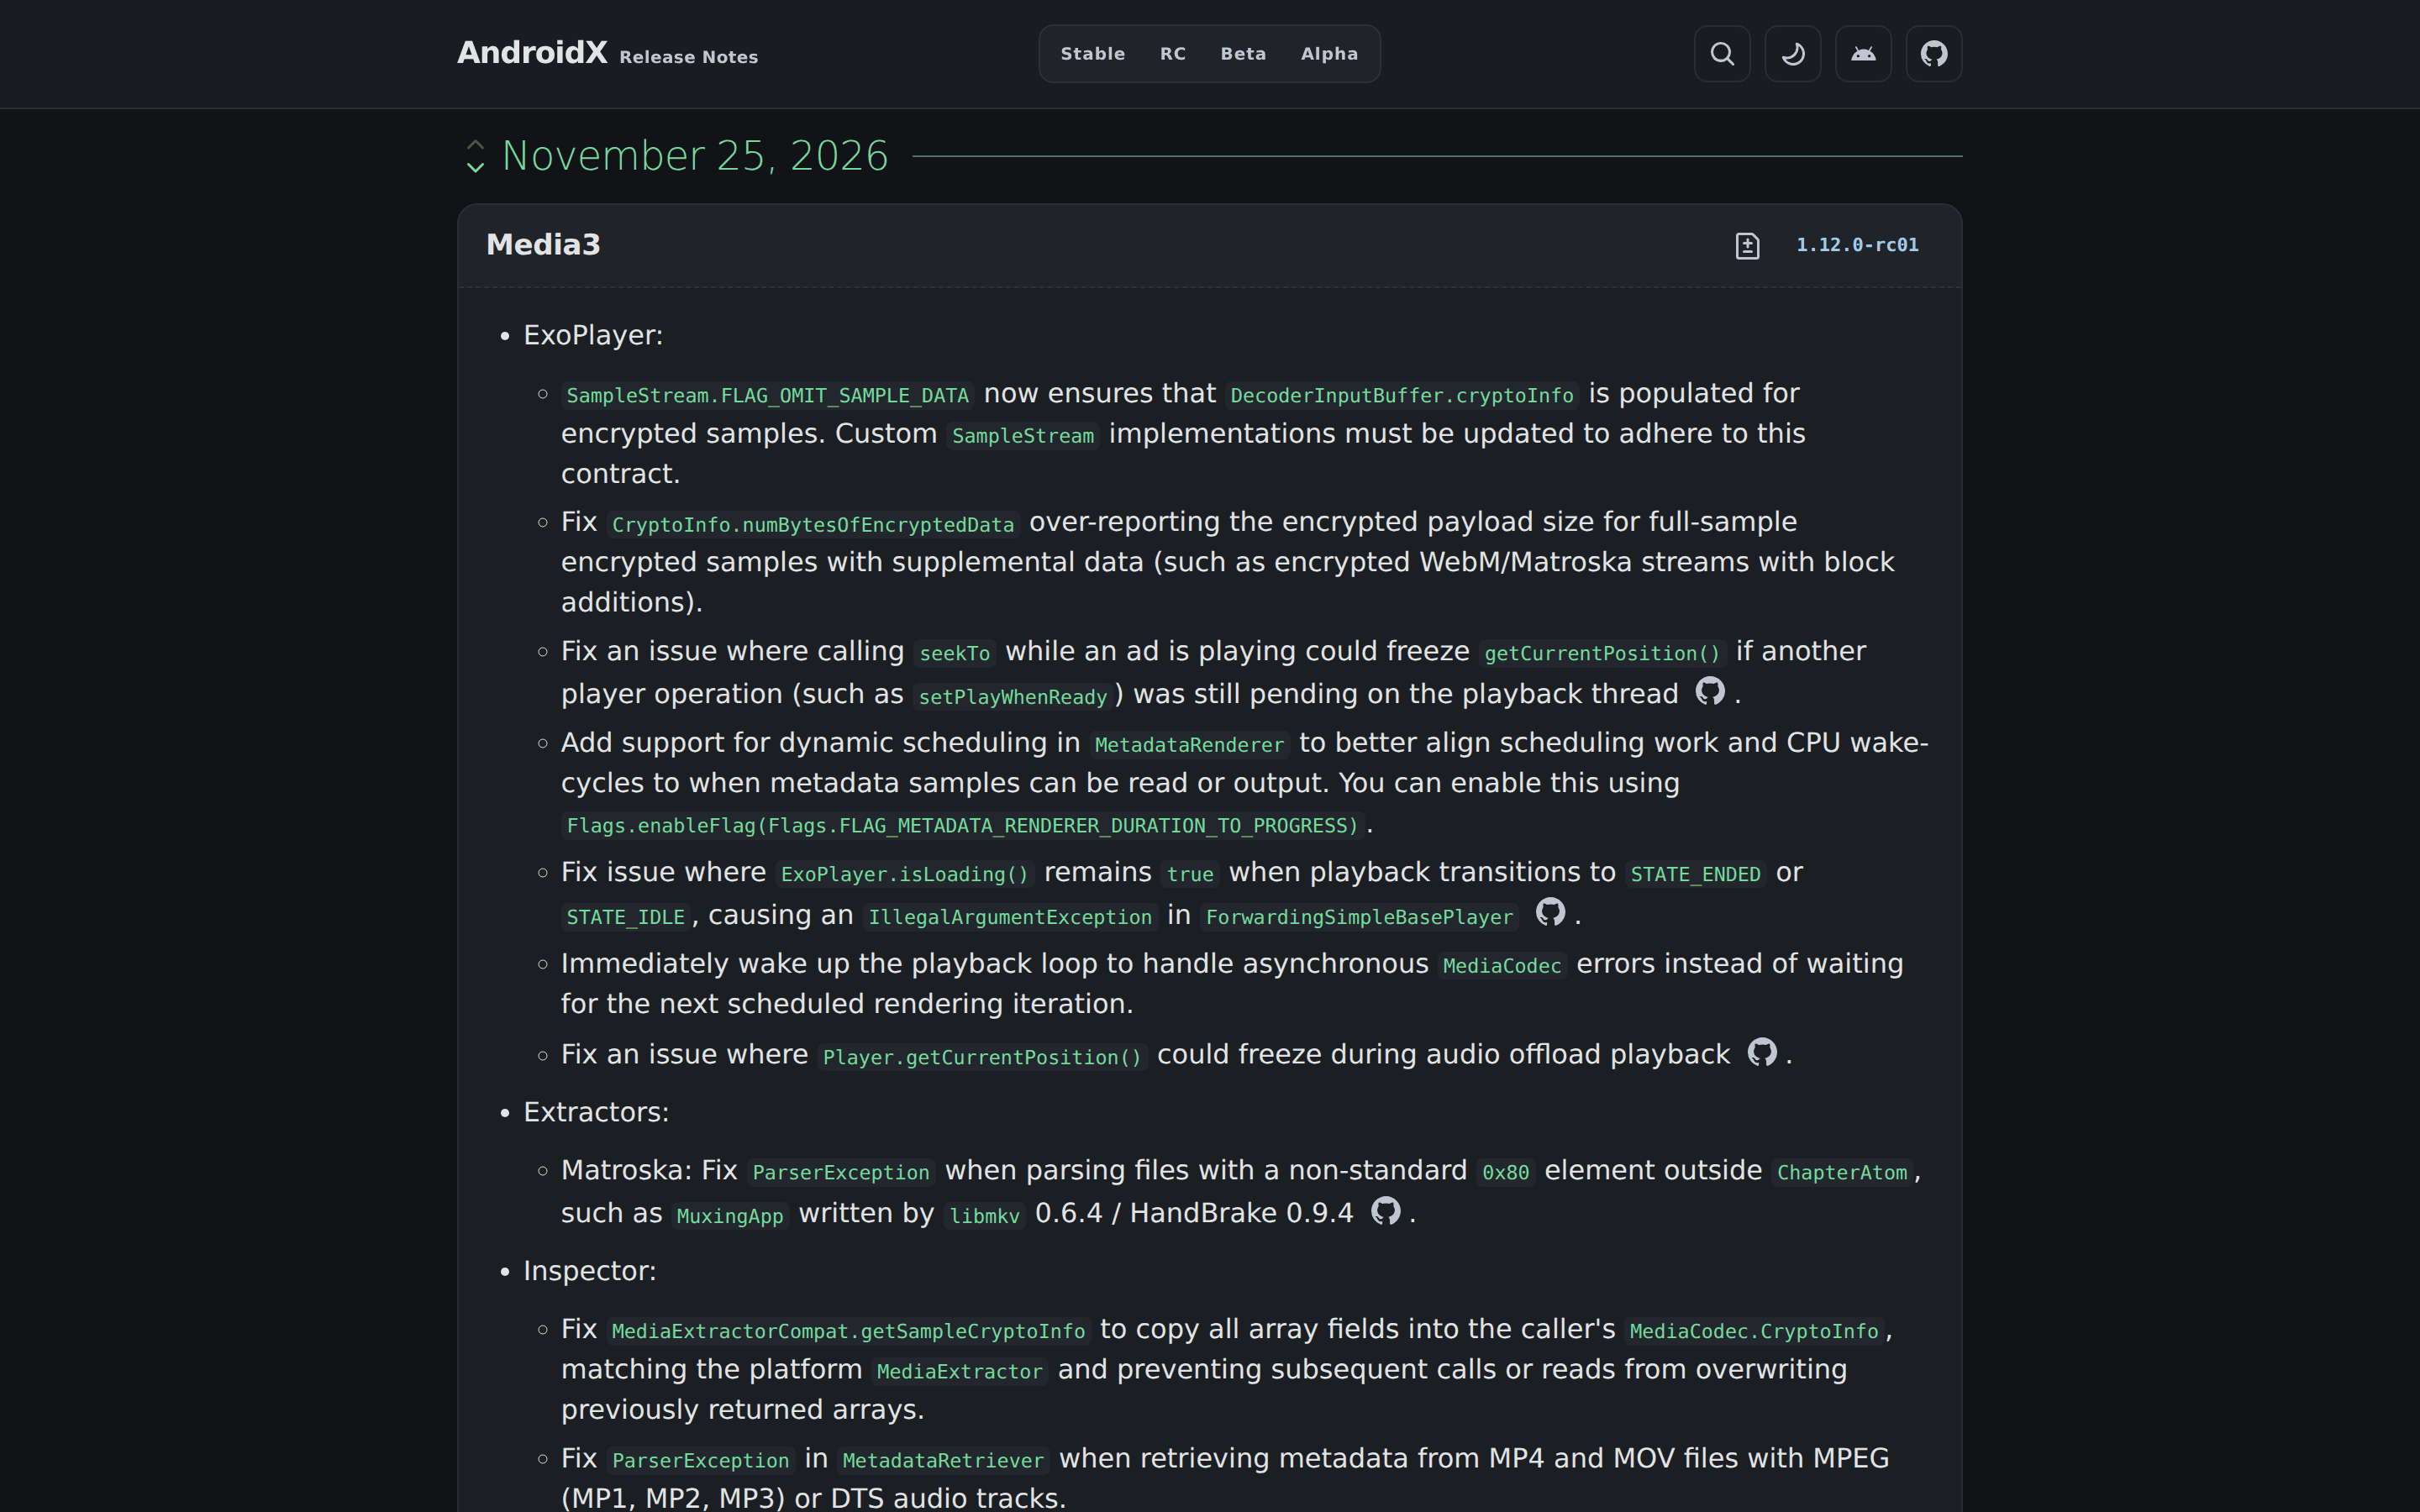 AndroidX Release Notes
Stable RC Beta Alpha
November 25, 2026
Media3
1.12.0-rc01
• ExoPlayer:
◦ SampleStream.FLAG_OMIT_SAMPLE_DATA now ensures that DecoderInputBuffer.cryptoInfo is populated for
encrypted samples. Custom SampleStream implementations must be updated to adhere to this
contract.
◦ Fix CryptoInfo.numBytesOfEncryptedData over-reporting the encrypted payload size for full-sample
encrypted samples with supplemental data (such as encrypted WebM/Matroska streams with block
additions).
◦ Fix an issue where calling seekTo while an ad is playing could freeze getCurrentPosition() if another
player operation (such as setPlayWhenReady) was still pending on the playback thread .
◦ Add support for dynamic scheduling in MetadataRenderer to better align scheduling work and CPU wake-
cycles to when metadata samples can be read or output. You can enable this using
Flags.enableFlag(Flags.FLAG_METADATA_RENDERER_DURATION_TO_PROGRESS).
◦ Fix issue where ExoPlayer.isLoading() remains true when playback transitions to STATE_ENDED or
STATE_IDLE, causing an IllegalArgumentException in ForwardingSimpleBasePlayer .
◦ Immediately wake up the playback loop to handle asynchronous MediaCodec errors instead of waiting
for the next scheduled rendering iteration.
◦ Fix an issue where Player.getCurrentPosition() could freeze during audio offload playback .
• Extractors:
◦ Matroska: Fix ParserException when parsing files with a non-standard 0x80 element outside ChapterAtom,
such as MuxingApp written by libmkv 0.6.4 / HandBrake 0.9.4 .
• Inspector:
◦ Fix MediaExtractorCompat.getSampleCryptoInfo to copy all array fields into the caller's MediaCodec.CryptoInfo,
matching the platform MediaExtractor and preventing subsequent calls or reads from overwriting
previously returned arrays.
◦ Fix ParserException in MetadataRetriever when retrieving metadata from MP4 and MOV files with MPEG
(MP1, MP2, MP3) or DTS audio tracks.